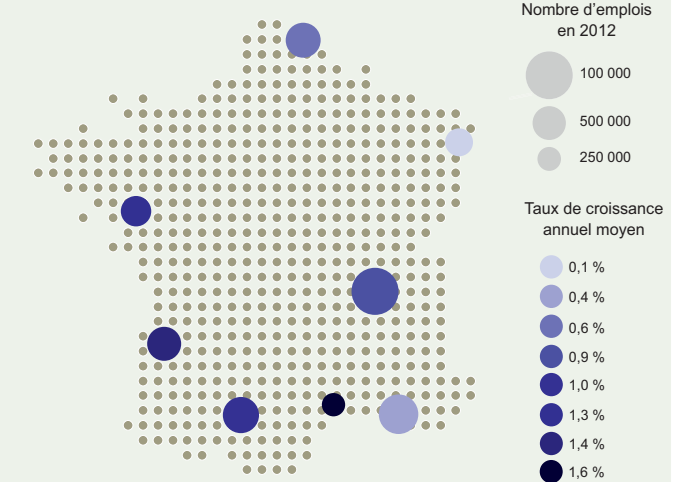 Nombre d'emplois
en 2012
100 000
500 000
250 000
Taux de croissance
annuel moyen
0,1 %
0,4 %
0,6 %
0,9 %
1,0 %
1,3 %
1,4 %
1,6 %